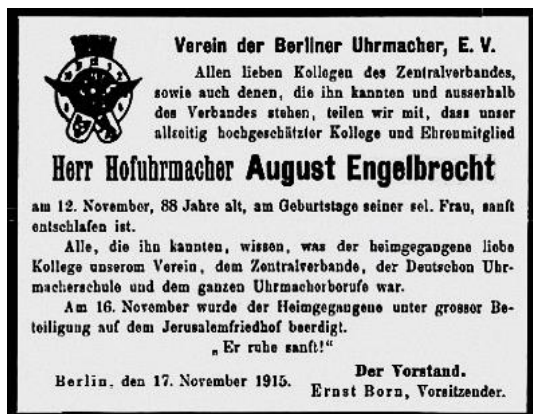 Verein der Berliner Uhrmacher, E. V.
Allen lieben Kollegen des Zentralverbandes,
sowie auch denen, die ihn kannten und ausserhalb
des Verbandes stehen, teilen wir mit, dass unser
allseitig hochgeschätzter Kollege und Ehrenmitglied
Herr Hofuhrmacher August Engelbrecht
am 12. November, 88 Jahre alt, am Geburtstage seiner sel. Frau, sanft
entschlafen ist.
Alle, die ihn kannten, wissen, was der heimgegangene liebe
Kollege unserem Verein, dem Zentralverbande, der Deutschen Uhr-
macherschule und dem ganzen Uhrmacherberufe war.
Am 16. November wurde der Heimgegangene unter grosser Be-
teiligung auf dem Jerusalemfriedhof beerdigt.
„Er ruhe sanft!“
Berlin, den 17. November 1915.
Der Vorstand.
Ernst Born, Vorsitzender.